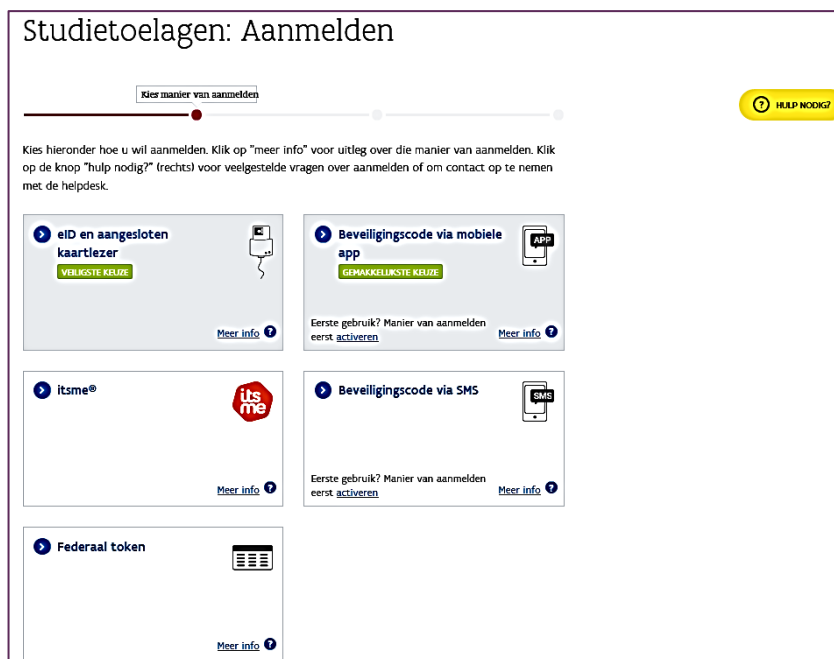 Studietoelagen: Aanmelden
Kies manier van aanmelden
HULP NODIG?
Kies hieronder hoe u wil aanmelden. Klik op "meer info" voor uitleg over die manier van aanmelden. Klik
op de knop "hulp nodig?" (rechts) voor veelgestelde vragen over aanmelden of om contact op te nemen
met de helpdesk.
eID en aangesloten
kaartlezer
VEILIGSTE KEUZE
Meer info
Beveiligingscode via mobiele
app
APP
GEMAKKELIJKSTE KEUZE
Eerste gebruik? Manier van aanmelden
eerst activeren
Meer info
itsme®
its
me
Meer info
Beveiligingscode via SMS
SMS
Eerste gebruik? Manier van aanmelden
eerst activeren
Meer info
Federaal token
Meer info